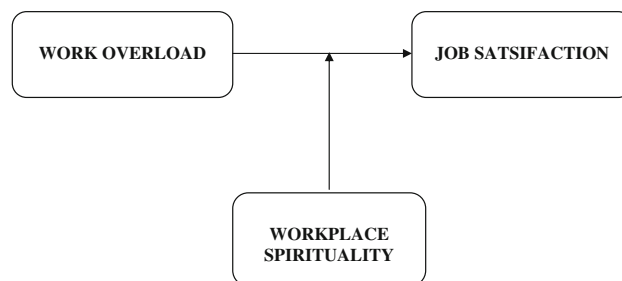 WORK OVERLOAD
JOB SATSIFACTION
WORKPLACE
SPIRITUALITY